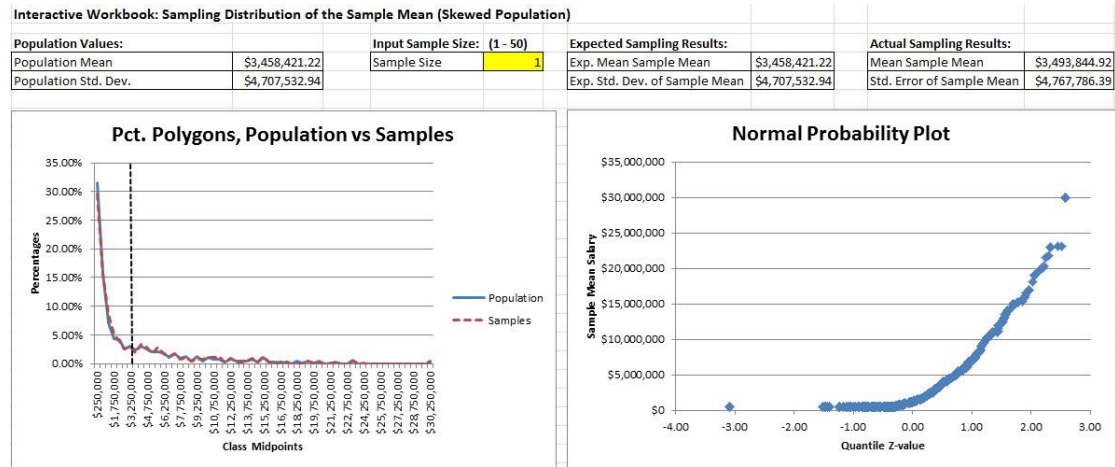 Interactive Workbook: Sampling Distribution of the Sample Mean (Skewed Population)
Population Values:
Population Mean $3,458,421.22
Population Std. Dev. $4,707,532.94
Input Sample Size: (1 - 50)
Sample Size 1
Expected Sampling Results:
Exp. Mean Sample Mean $3,458,421.22
Exp. Std. Dev. of Sample Mean $4,707,532.94
Actual Sampling Results:
Mean Sample Mean $3,493,844.92
Std. Error of Sample Mean $4,767,786.39
Pct. Polygons, Population vs Samples
Percentages
35.00%
30.00%
25.00%
20.00%
15.00%
10.00%
5.00%
0.00%
$250,000
$1,750,000
$3,250,000
$4,750,000
$6,250,000
$7,750,000
$9,250,000
$10,750,000
$12,250,000
$13,750,000
$15,250,000
$16,750,000
$18,250,000
$19,750,000
$21,250,000
$22,750,000
$24,250,000
$25,750,000
$27,250,000
$28,750,000
$30,250,000
Class Midpoints
Population
Samples
Normal Probability Plot
Sample Mean Salary
$35,000,000
$30,000,000
$25,000,000
$20,000,000
$15,000,000
$10,000,000
$5,000,000
$0
-4.00 -3.00 -2.00 -1.00 0.00 1.00 2.00 3.00
Quantile Z-value